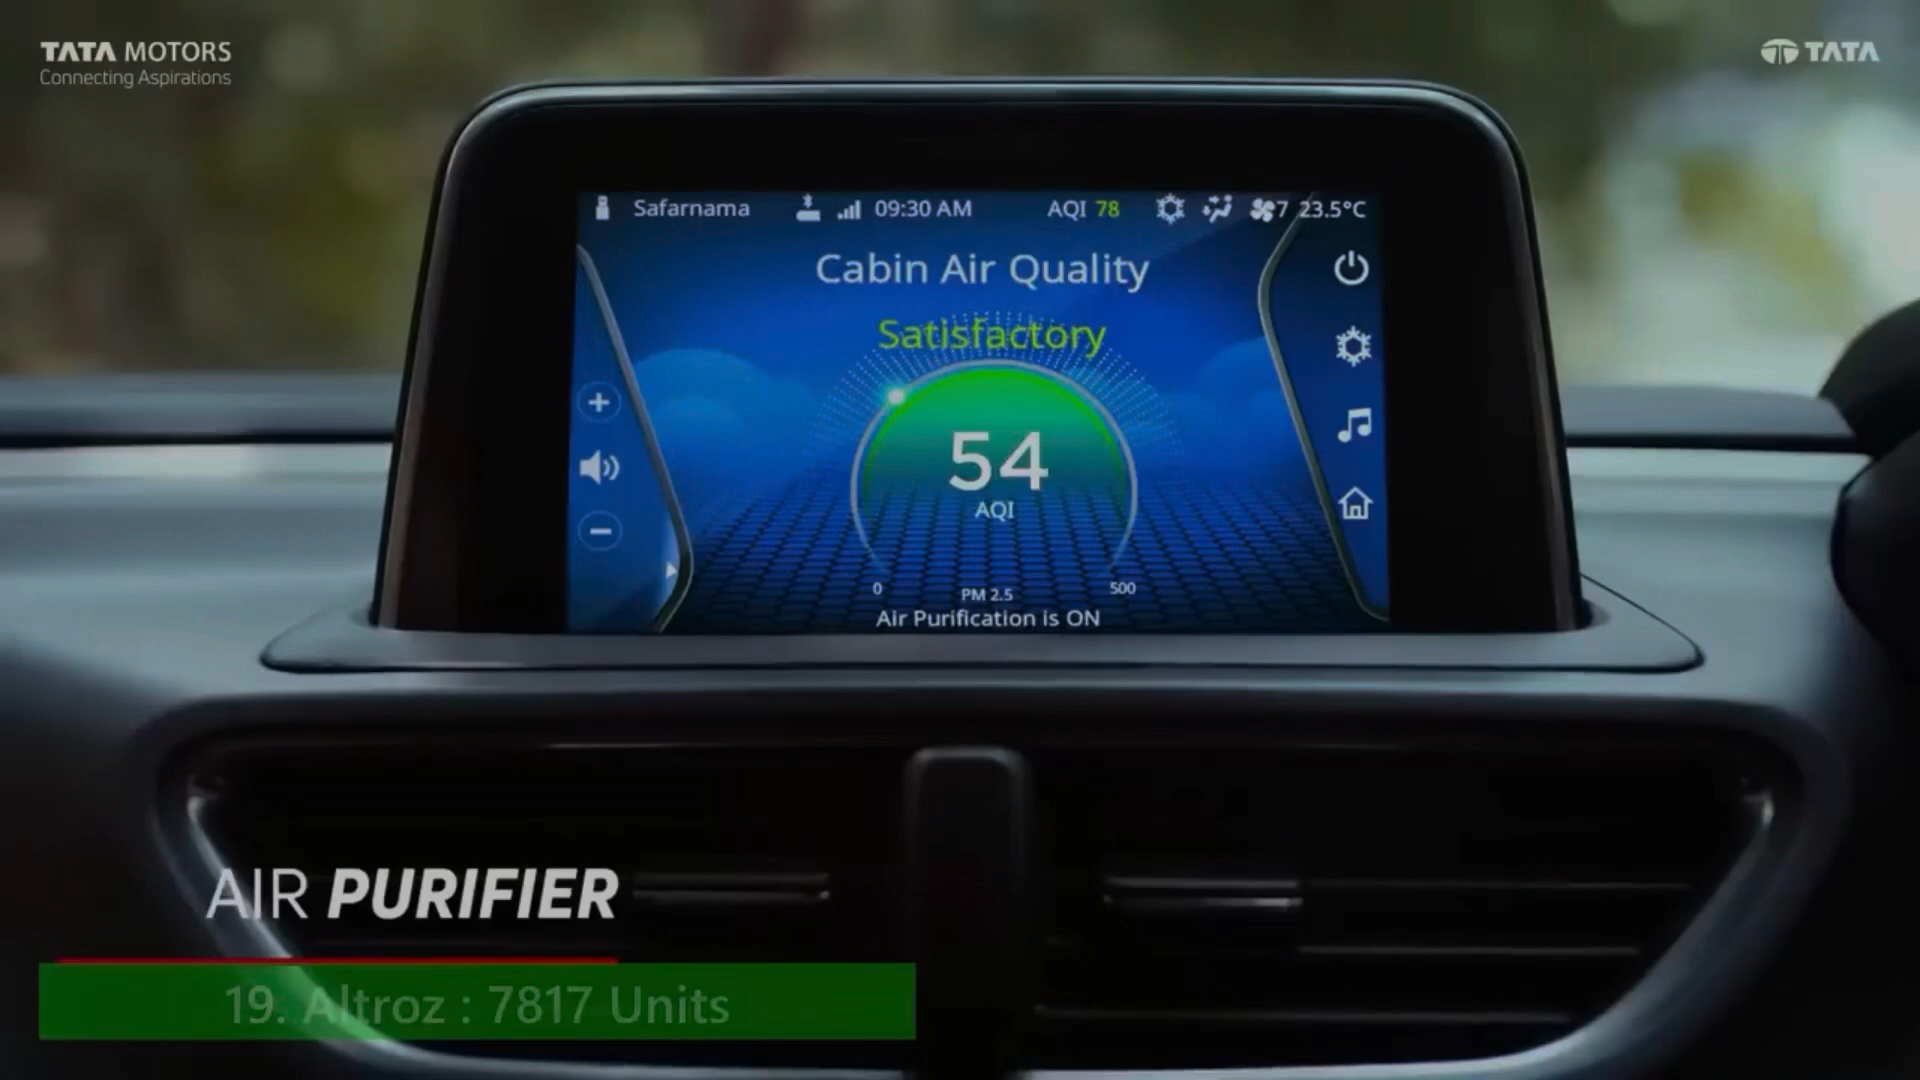 TATA MOTORS
Connecting Aspirations
TATA
Safarnama 09:30 AM AQI 78 7 23.5°C
Cabin Air Quality
Satisfactory
54
AQI
0 500
PM 2.5
Air Purification is ON
AIR PURIFIER
19. Altroz : 7817 Units